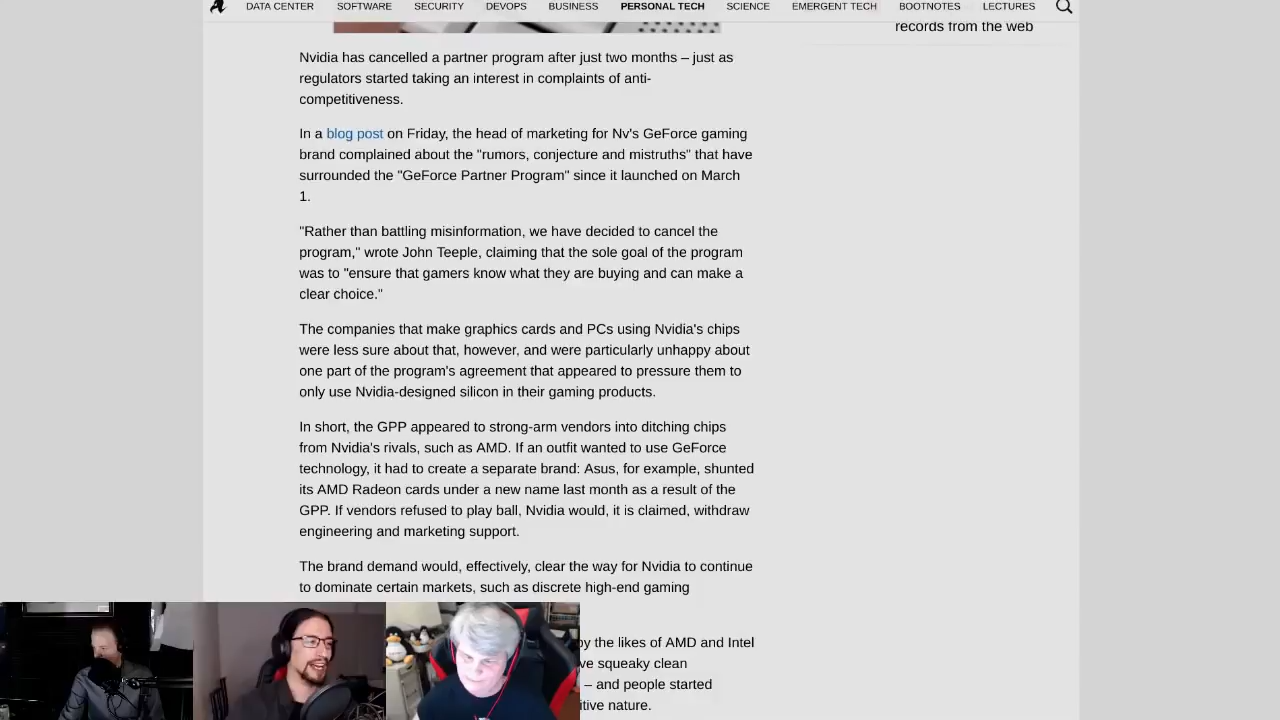 DATA CENTER SOFTWARE SECURITY DEVOPS BUSINESS PERSONAL TECH SCIENCE EMERGENT TECH BOOTNOTES LECTURES
records from the web
Nvidia has cancelled a partner program after just two months – just as
regulators started taking an interest in complaints of anti-
competitiveness.
In a blog post on Friday, the head of marketing for Nv's GeForce gaming
brand complained about the "rumors, conjecture and mistruths" that have
surrounded the "GeForce Partner Program" since it launched on March
1.
"Rather than battling misinformation, we have decided to cancel the
program," wrote John Teeple, claiming that the sole goal of the program
was to "ensure that gamers know what they are buying and can make a
clear choice."
The companies that make graphics cards and PCs using Nvidia's chips
were less sure about that, however, and were particularly unhappy about
one part of the program's agreement that appeared to pressure them to
only use Nvidia-designed silicon in their gaming products.
In short, the GPP appeared to strong-arm vendors into ditching chips
from Nvidia's rivals, such as AMD. If an outfit wanted to use GeForce
technology, it had to create a separate brand: Asus, for example, shunted
its AMD Radeon cards under a new name last month as a result of the
GPP. If vendors refused to play ball, Nvidia would, it is claimed, withdraw
engineering and marketing support.
The brand demand would, effectively, clear the way for Nvidia to continue
to dominate certain markets, such as discrete high-end gaming
by the likes of AMD and Intel
squeaky clean
– and people started
nature.